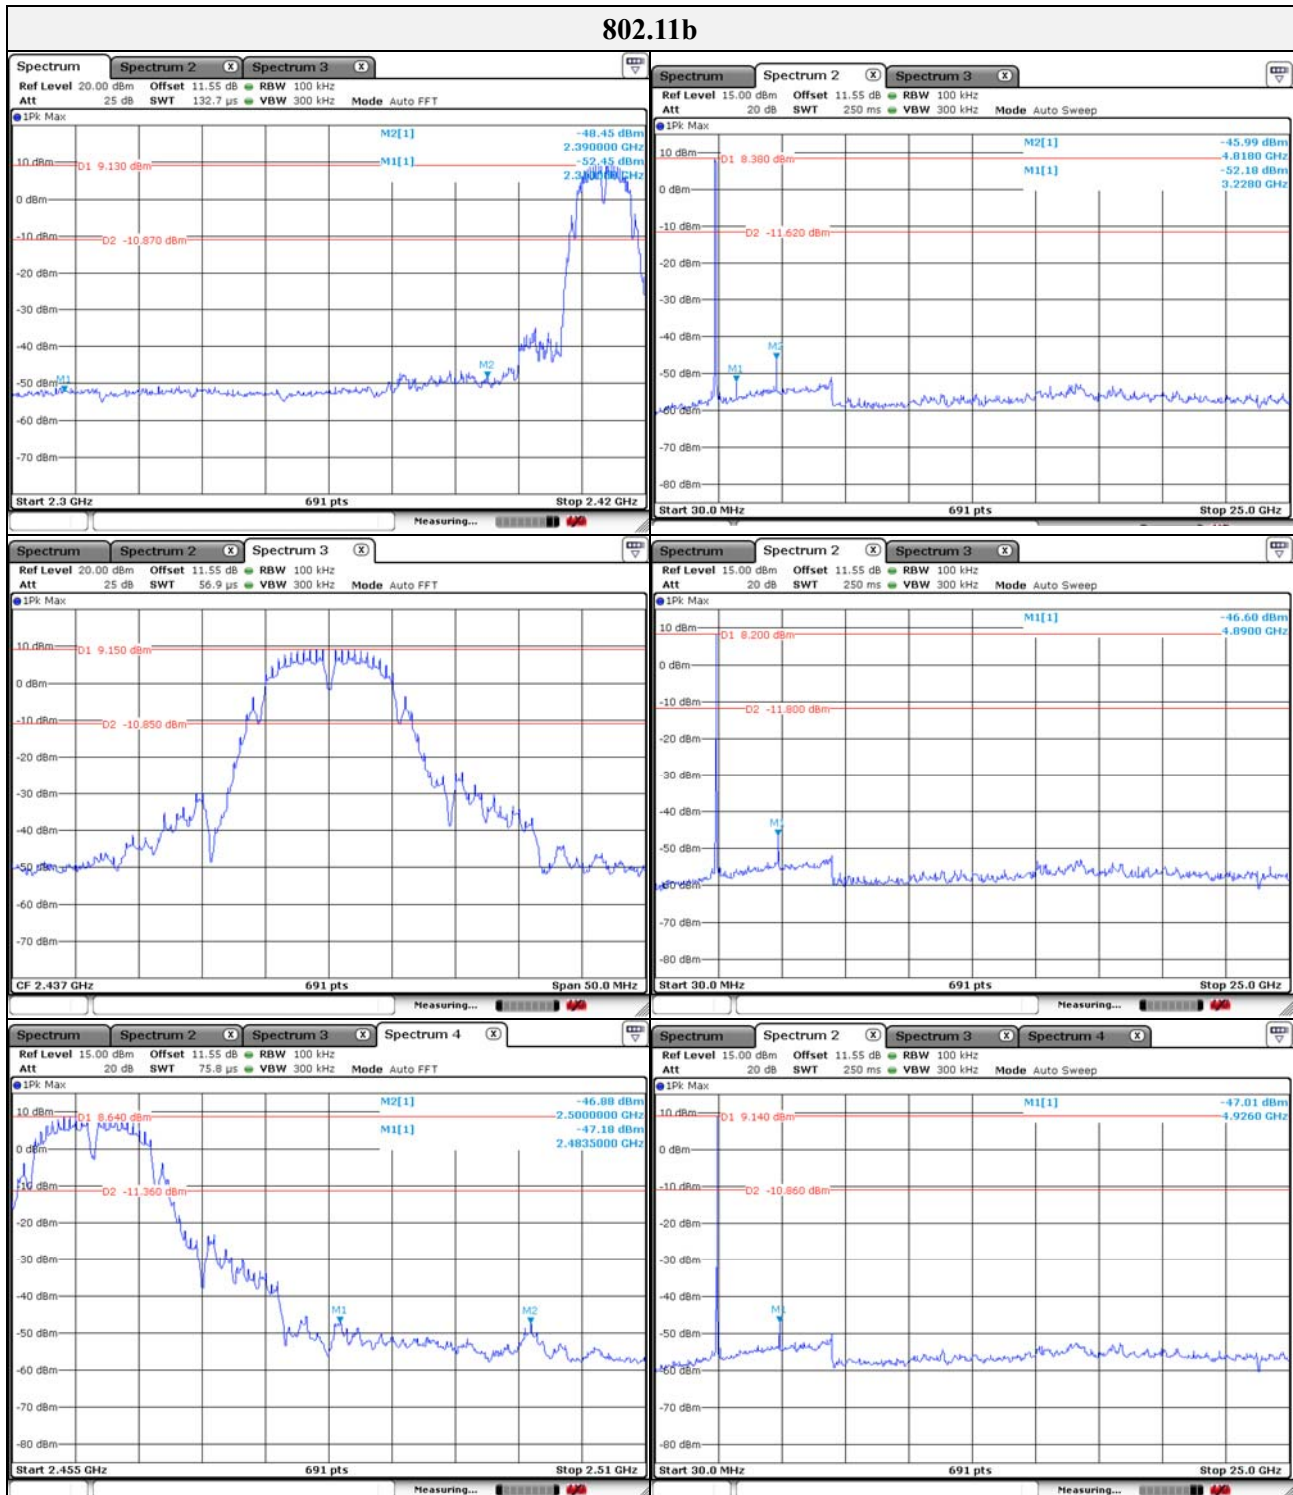 802.11b
Spectrum Spectrum 2 X Spectrum 3 X
Ref Level 20.00 dBm Offset 11.55 dB RBW 100 kHz
Att 25 dB SWT 132.7 µs VBW 300 kHz Mode Auto FFT
1Pk Max
M2[1] -48.45 dBm
2.390000 GHz
10 dBm D1 9.130 dBm M1[1] -52.45 dBm
0 dBm
-10 dBm D2 -10.870 dBm
-20 dBm
-30 dBm
-40 dBm
M2
-50 dBm M1
-60 dBm
-70 dBm
Start 2.3 GHz 691 pts Stop 2.42 GHz
Measuring...
Spectrum Spectrum 2 X Spectrum 3 X
Ref Level 15.00 dBm Offset 11.55 dB RBW 100 kHz
Att 20 dB SWT 250 ms VBW 300 kHz Mode Auto Sweep
1Pk Max
M2[1] -45.99 dBm
10 dBm D1 8.380 dBm 4.8180 GHz
M1[1] -52.18 dBm
0 dBm 3.2280 GHz
-10 dBm
D2 -11.620 dBm
-20 dBm
-30 dBm
-40 dBm
M2
-50 dBm M1
-60 dBm
-70 dBm
-80 dBm
Start 30.0 MHz 691 pts Stop 25.0 GHz
Spectrum Spectrum 2 X Spectrum 3 X
Ref Level 20.00 dBm Offset 11.55 dB RBW 100 kHz
Att 25 dB SWT 56.9 µs VBW 300 kHz Mode Auto FFT
1Pk Max
10 dBm D1 9.150 dBm
0 dBm
-10 dBm D2 -10.850 dBm
-20 dBm
-30 dBm
-40 dBm
-50 dBm
-60 dBm
-70 dBm
CF 2.437 GHz 691 pts Span 50.0 MHz
Measuring...
Spectrum Spectrum 2 X Spectrum 3 X
Ref Level 15.00 dBm Offset 11.55 dB RBW 100 kHz
Att 20 dB SWT 250 ms VBW 300 kHz Mode Auto Sweep
1Pk Max
M1[1] -46.60 dBm
10 dBm D1 8.200 dBm 4.8900 GHz
0 dBm
-10 dBm D2 -11.800 dBm
-20 dBm
-30 dBm
-40 dBm
M1
-50 dBm
-60 dBm
-70 dBm
-80 dBm
Start 30.0 MHz 691 pts Stop 25.0 GHz
Measuring...
Spectrum Spectrum 2 X Spectrum 3 X Spectrum 4 X
Ref Level 15.00 dBm Offset 11.55 dB RBW 100 kHz
Att 20 dB SWT 75.8 µs VBW 300 kHz Mode Auto FFT
1Pk Max
M2[1] -46.88 dBm
10 dBm D1 8.640 dBm 2.5000000 GHz
M1[1] -47.18 dBm
0 dBm 2.4835000 GHz
-10 dBm D2 -11.360 dBm
-20 dBm
-30 dBm
-40 dBm
M1 M2
-50 dBm
-60 dBm
-70 dBm
-80 dBm
Start 2.455 GHz 691 pts Stop 2.51 GHz
Measuring...
Spectrum Spectrum 2 X Spectrum 3 X Spectrum 4 X
Ref Level 15.00 dBm Offset 11.55 dB RBW 100 kHz
Att 20 dB SWT 250 ms VBW 300 kHz Mode Auto Sweep
1Pk Max
M1[1] -47.01 dBm
10 dBm D1 9.140 dBm 4.9260 GHz
0 dBm
-10 dBm D2 -10.860 dBm
-20 dBm
-30 dBm
-40 dBm
M1
-50 dBm
-60 dBm
-70 dBm
-80 dBm
Start 30.0 MHz 691 pts Stop 25.0 GHz
Measuring...